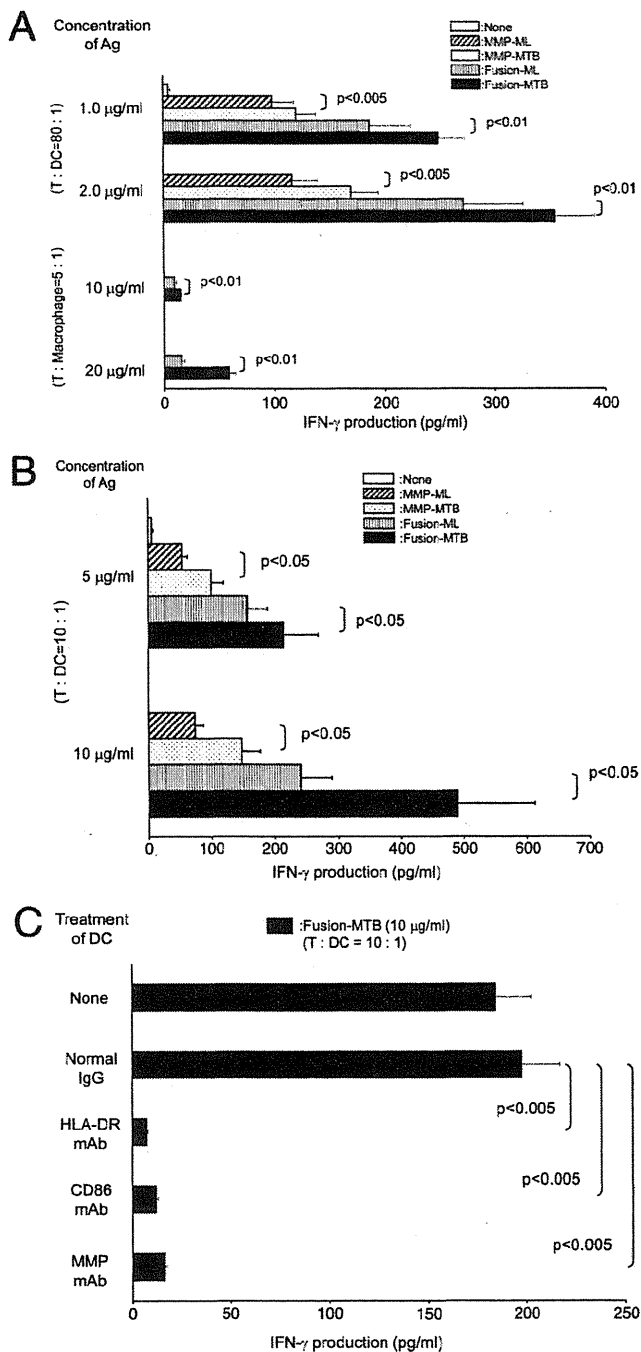 A
Concentration
of Ag
:None
:MMP-ML
:MMP-MTB
:Fusion-ML
:Fusion-MTB
(T : DC=80 : 1)
1.0 μg/ml
p<0.005
p<0.01
2.0 μg/ml
p<0.005
p<0.01
(T : Macrophage=5 : 1)
10 μg/ml
p<0.01
20 μg/ml
p<0.01
0 100 200 300 400
IFN-γ production (pg/ml)
B
Concentration
of Ag
:None
:MMP-ML
:MMP-MTB
:Fusion-ML
:Fusion-MTB
(T : DC=10 : 1)
5 μg/ml
p<0.05
p<0.05
10 μg/ml
p<0.05
p<0.05
0 100 200 300 400 500 600 700
IFN-γ production (pg/ml)
C
Treatment
of DC
:Fusion-MTB (10 μg/ml)
(T : DC = 10 : 1)
None
Normal
IgG
p<0.005
HLA-DR
mAb
CD86
mAb
p<0.005
MMP
mAb
p<0.005
0 50 100 150 200 250
IFN-γ production (pg/ml)